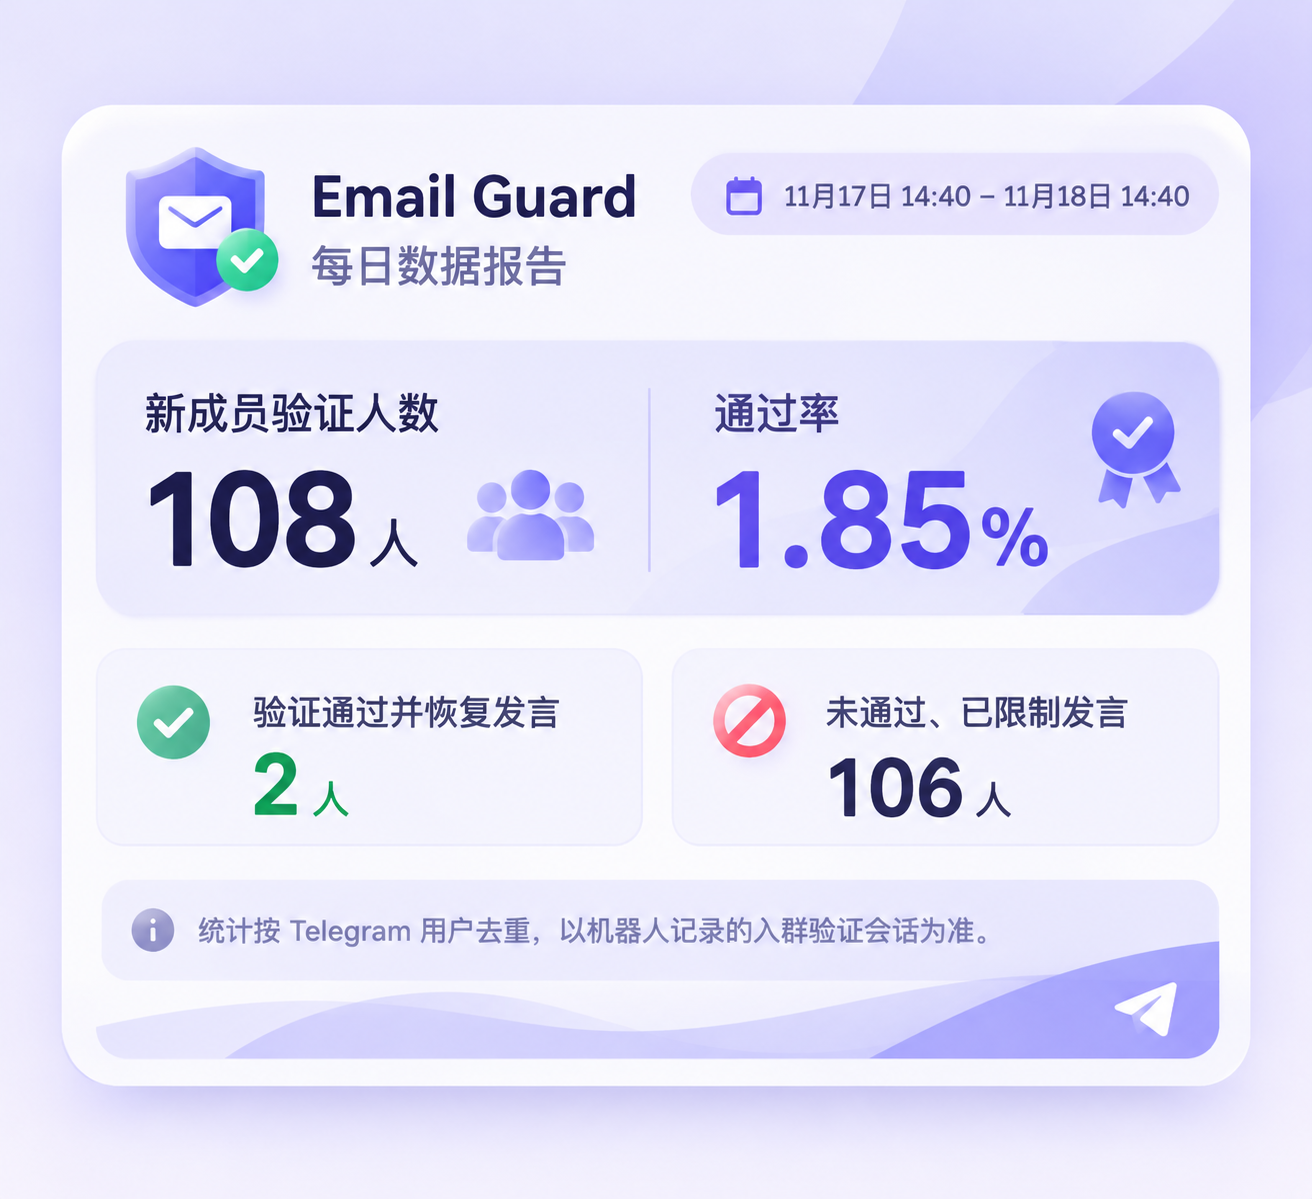 Email Guard
每日数据报告
11月17日 14:40 – 11月18日 14:40
新成员验证人数
108 人
通过率
1.85%
验证通过并恢复发言
2 人
未通过、已限制发言
106 人
统计按 Telegram 用户去重，以机器人记录的入群验证会话为准。